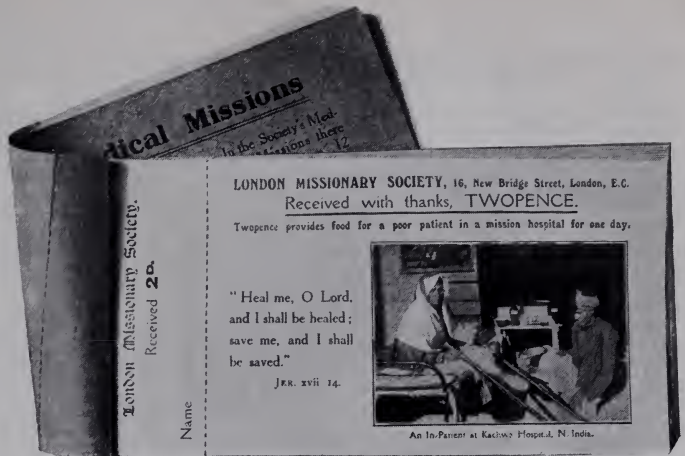 dical Missions
In the Society's Med-
Missions there
12
London Missionary Society.
Received 2D.
Name
LONDON MISSIONARY SOCIETY, 16, New Bridge Street, London, E.C.
Received with thanks, TWOPENCE.
Twopence provides food for a poor patient in a mission hospital for one day.
"Heal me, O Lord,
and I shall be healed;
save me, and I shall
be saved."
JER. xvii 14.
An In-Patient at Kachwa Hospital, N. India.